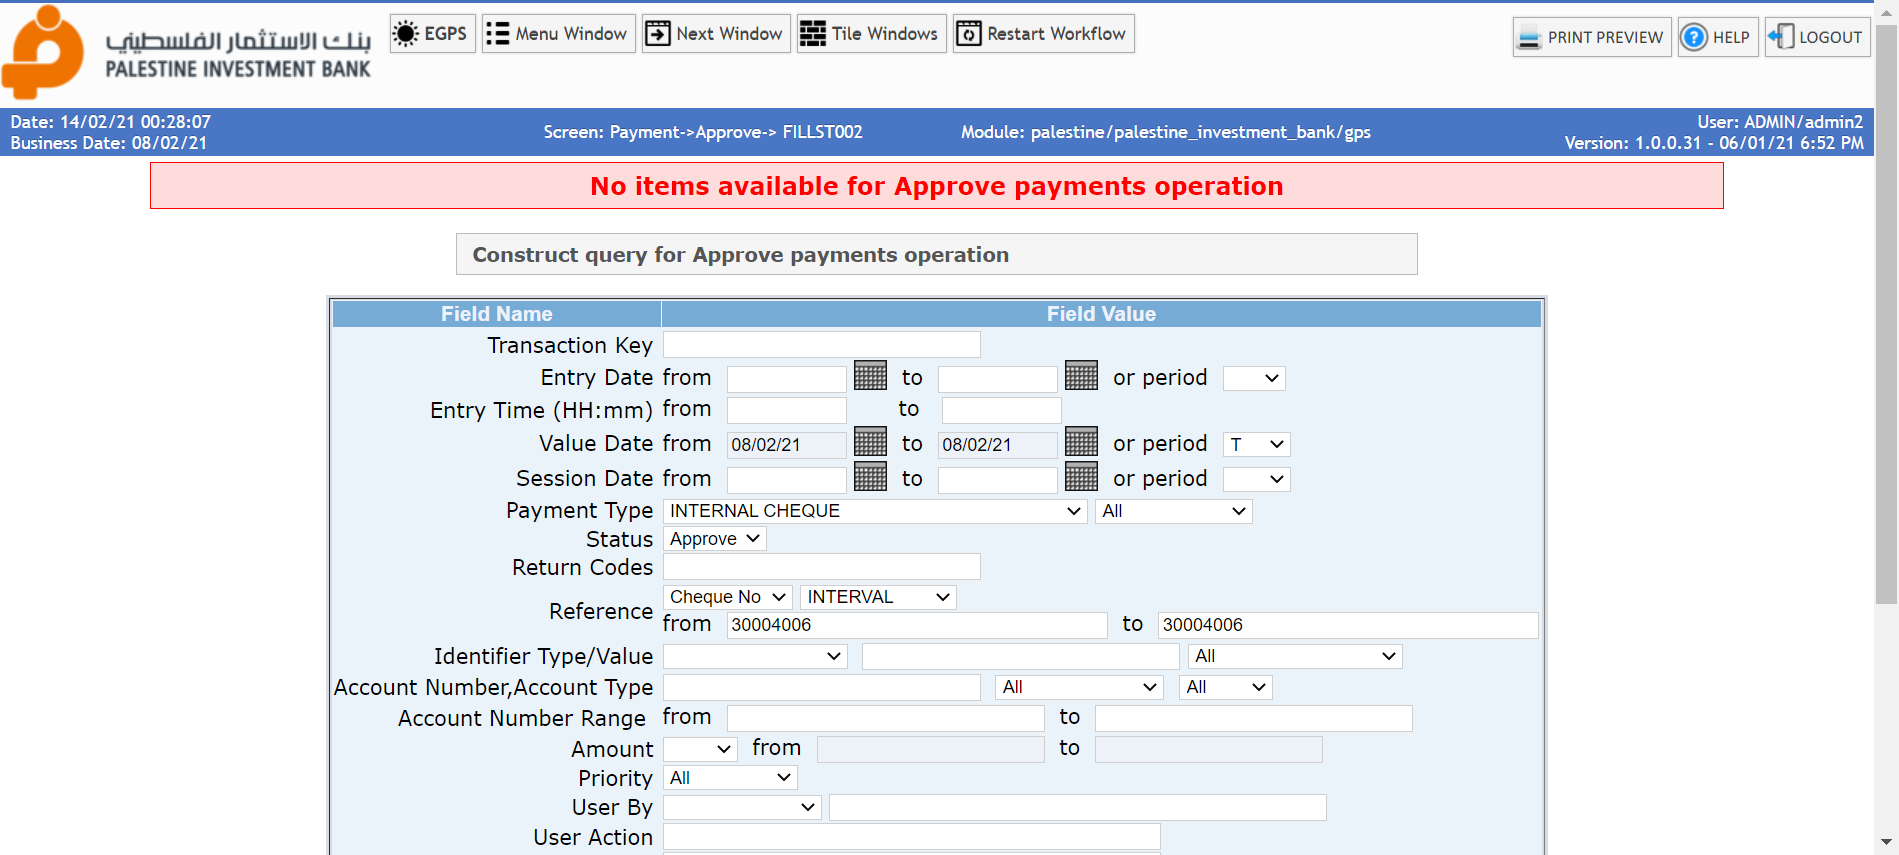 بنك الاستثمار الفلسطيني
PALESTINE INVESTMENT BANK
EGPS Menu Window Next Window Tile Windows Restart Workflow
PRINT PREVIEW HELP LOGOUT
Date: 14/02/21 00:28:07
Business Date: 08/02/21
Screen: Payment->Approve-> FILLST002
Module: palestine/palestine_investment_bank/gps
User: ADMIN/admin2
Version: 1.0.0.31 - 06/01/21 6:52 PM
No items available for Approve payments operation
Construct query for Approve payments operation
Field Name Field Value
Transaction Key
Entry Date from to or period
Entry Time (HH:mm) from to
Value Date from 08/02/21 to 08/02/21 or period T
Session Date from to or period
Payment Type INTERNAL CHEQUE All
Status Approve
Return Codes
Reference Cheque No INTERVAL
from 30004006 to 30004006
Identifier Type/Value All
Account Number,Account Type All All
Account Number Range from to
Amount from to
Priority All
User By
User Action